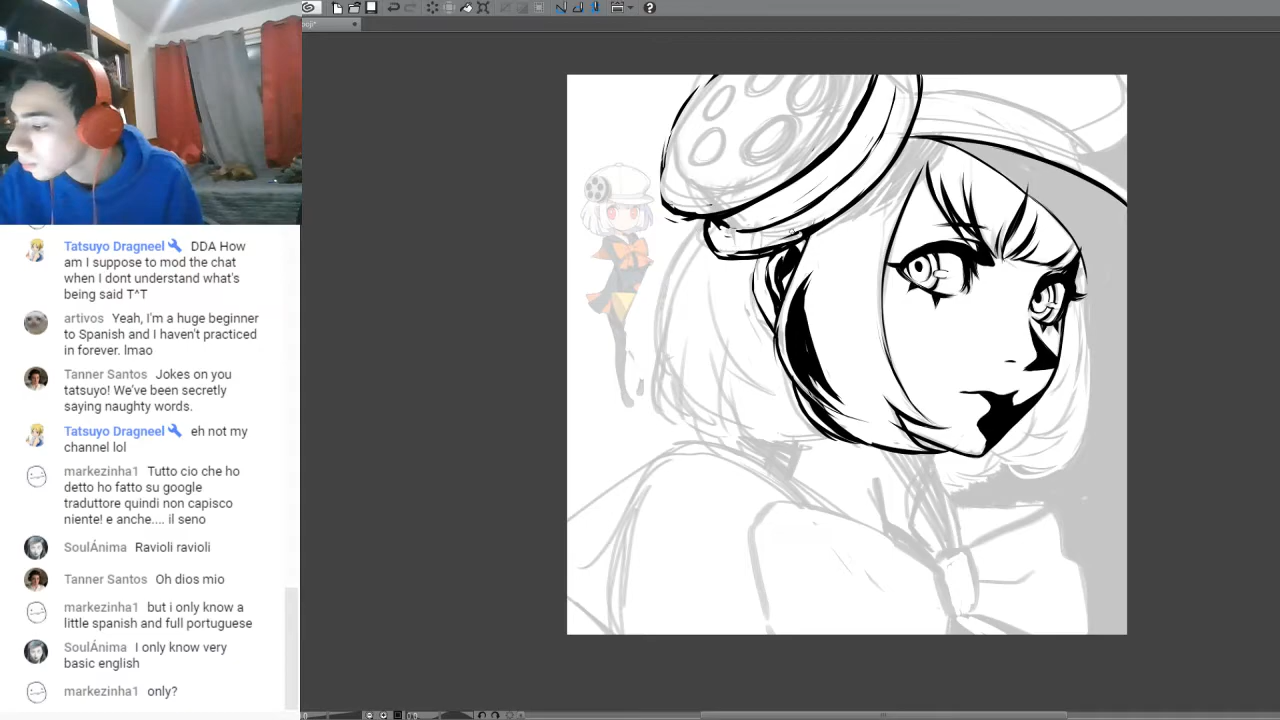 Tatsuyo Dragneel DDA How
am I suppose to mod the chat
when I dont understand what's
being said T^T
artivos Yeah, I'm a huge beginner
to Spanish and I haven't practiced
in forever. lmao
Tanner Santos Jokes on you
tatsuyo! We've been secretly
saying naughty words.
Tatsuyo Dragneel eh not my
channel lol
markezinha1 Tutto cio che ho
detto ho fatto su google
traduttore quindi non capisco
niente! e anche.... il seno
SoulÁnima Ravioli ravioli
Tanner Santos Oh dios mio
markezinha1 but i only know a
little spanish and full portuguese
SoulÁnima I only know very
basic english
markezinha1 only?